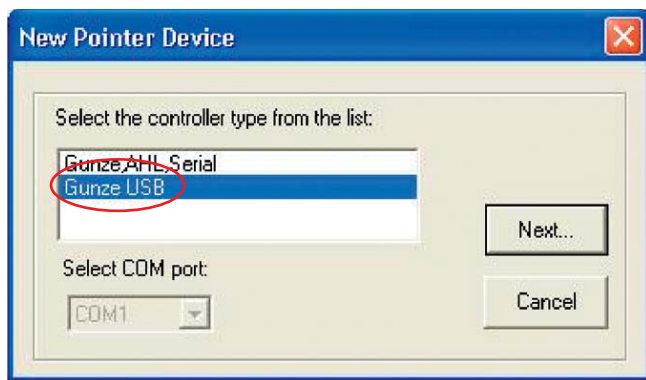 New Pointer Device
Select the controller type from the list:
Gunze,AHL,Serial
Gunze USB
Next...
Select COM port:
COM1
Cancel